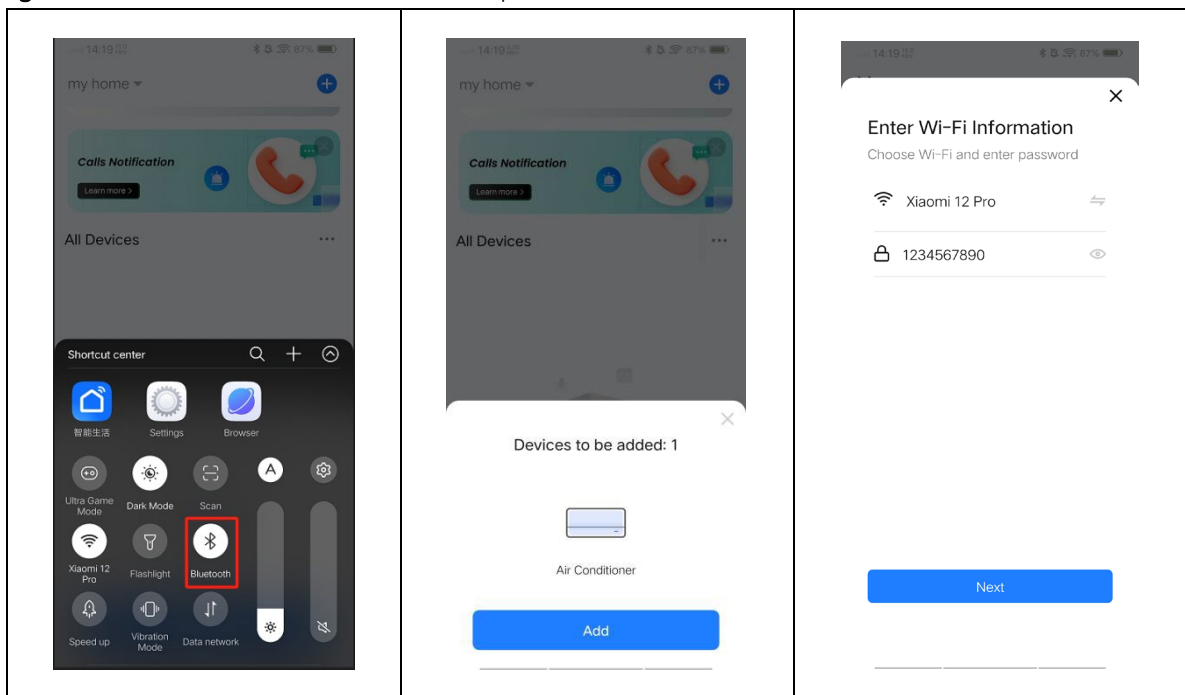 14:19
87%
my home
Calls Notification
Learn more >
All Devices
Shortcut center
智能生活
Settings
Browser
A
Ultra Game
Mode
Dark Mode
Scan
Xiaomi 12
Pro
Flashlight
Bluetooth
Speed up
Vibration
Mode
Data network
14:19
87%
my home
Calls Notification
Learn more >
All Devices
Devices to be added: 1
Air Conditioner
Add
14:19
87%
Enter Wi-Fi Information
Choose Wi-Fi and enter password
Xiaomi 12 Pro
1234567890
Next